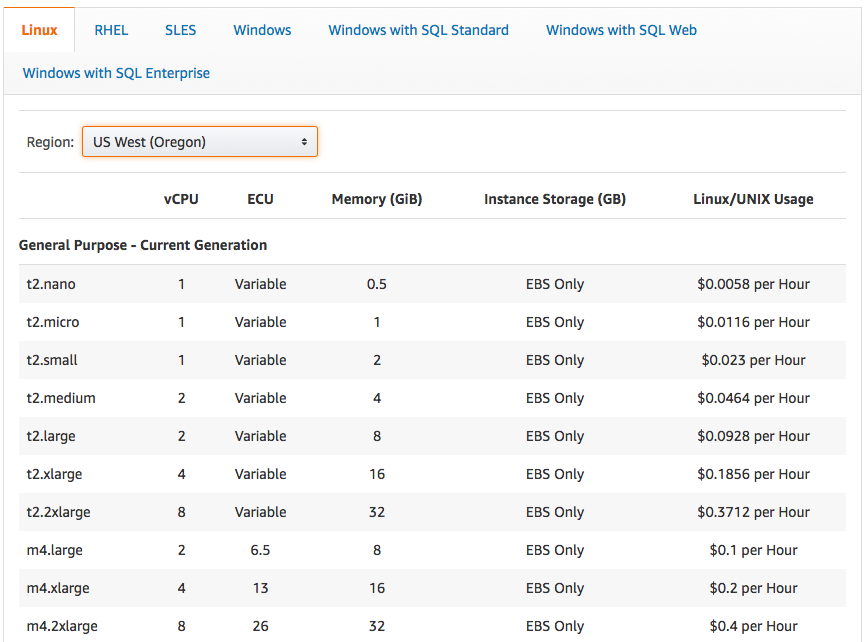 Linux RHEL SLES Windows Windows with SQL Standard Windows with SQL Web
Windows with SQL Enterprise
Region: US West (Oregon)
vCPU ECU Memory (GiB) Instance Storage (GB) Linux/UNIX Usage
General Purpose - Current Generation
t2.nano 1 Variable 0.5 EBS Only $0.0058 per Hour
t2.micro 1 Variable 1 EBS Only $0.0116 per Hour
t2.small 1 Variable 2 EBS Only $0.023 per Hour
t2.medium 2 Variable 4 EBS Only $0.0464 per Hour
t2.large 2 Variable 8 EBS Only $0.0928 per Hour
t2.xlarge 4 Variable 16 EBS Only $0.1856 per Hour
t2.2xlarge 8 Variable 32 EBS Only $0.3712 per Hour
m4.large 2 6.5 8 EBS Only $0.1 per Hour
m4.xlarge 4 13 16 EBS Only $0.2 per Hour
m4.2xlarge 8 26 32 EBS Only $0.4 per Hour